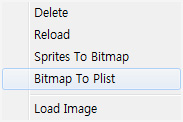 Delete
Reload
Sprites To Bitmap
Bitmap To Plist
Load Image